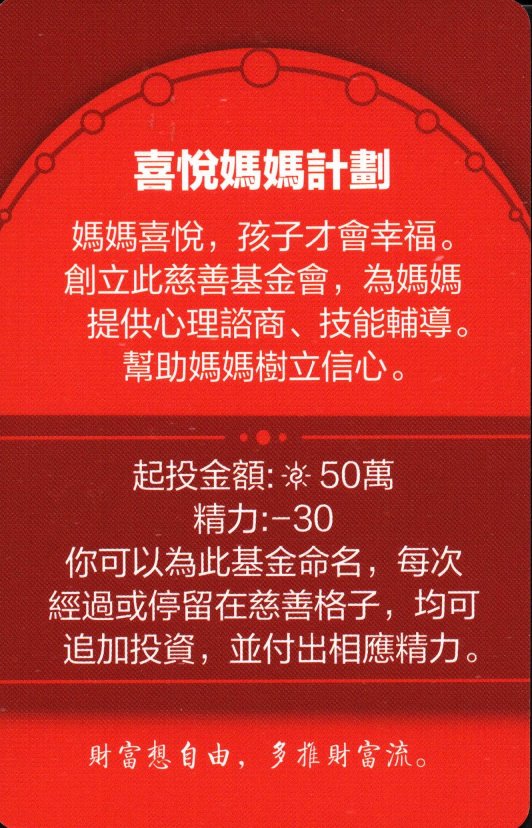 喜悅媽媽計劃
媽媽喜悅，孩子才會幸福。
創立此慈善基金會，為媽媽
提供心理諮商、技能輔導。
幫助媽媽樹立信心。
起投金額: 50萬
精力:-30
你可以為此基金命名，每次
經過或停留在慈善格子，均可
追加投資，並付出相應精力。
財富想自由，多推財富流。